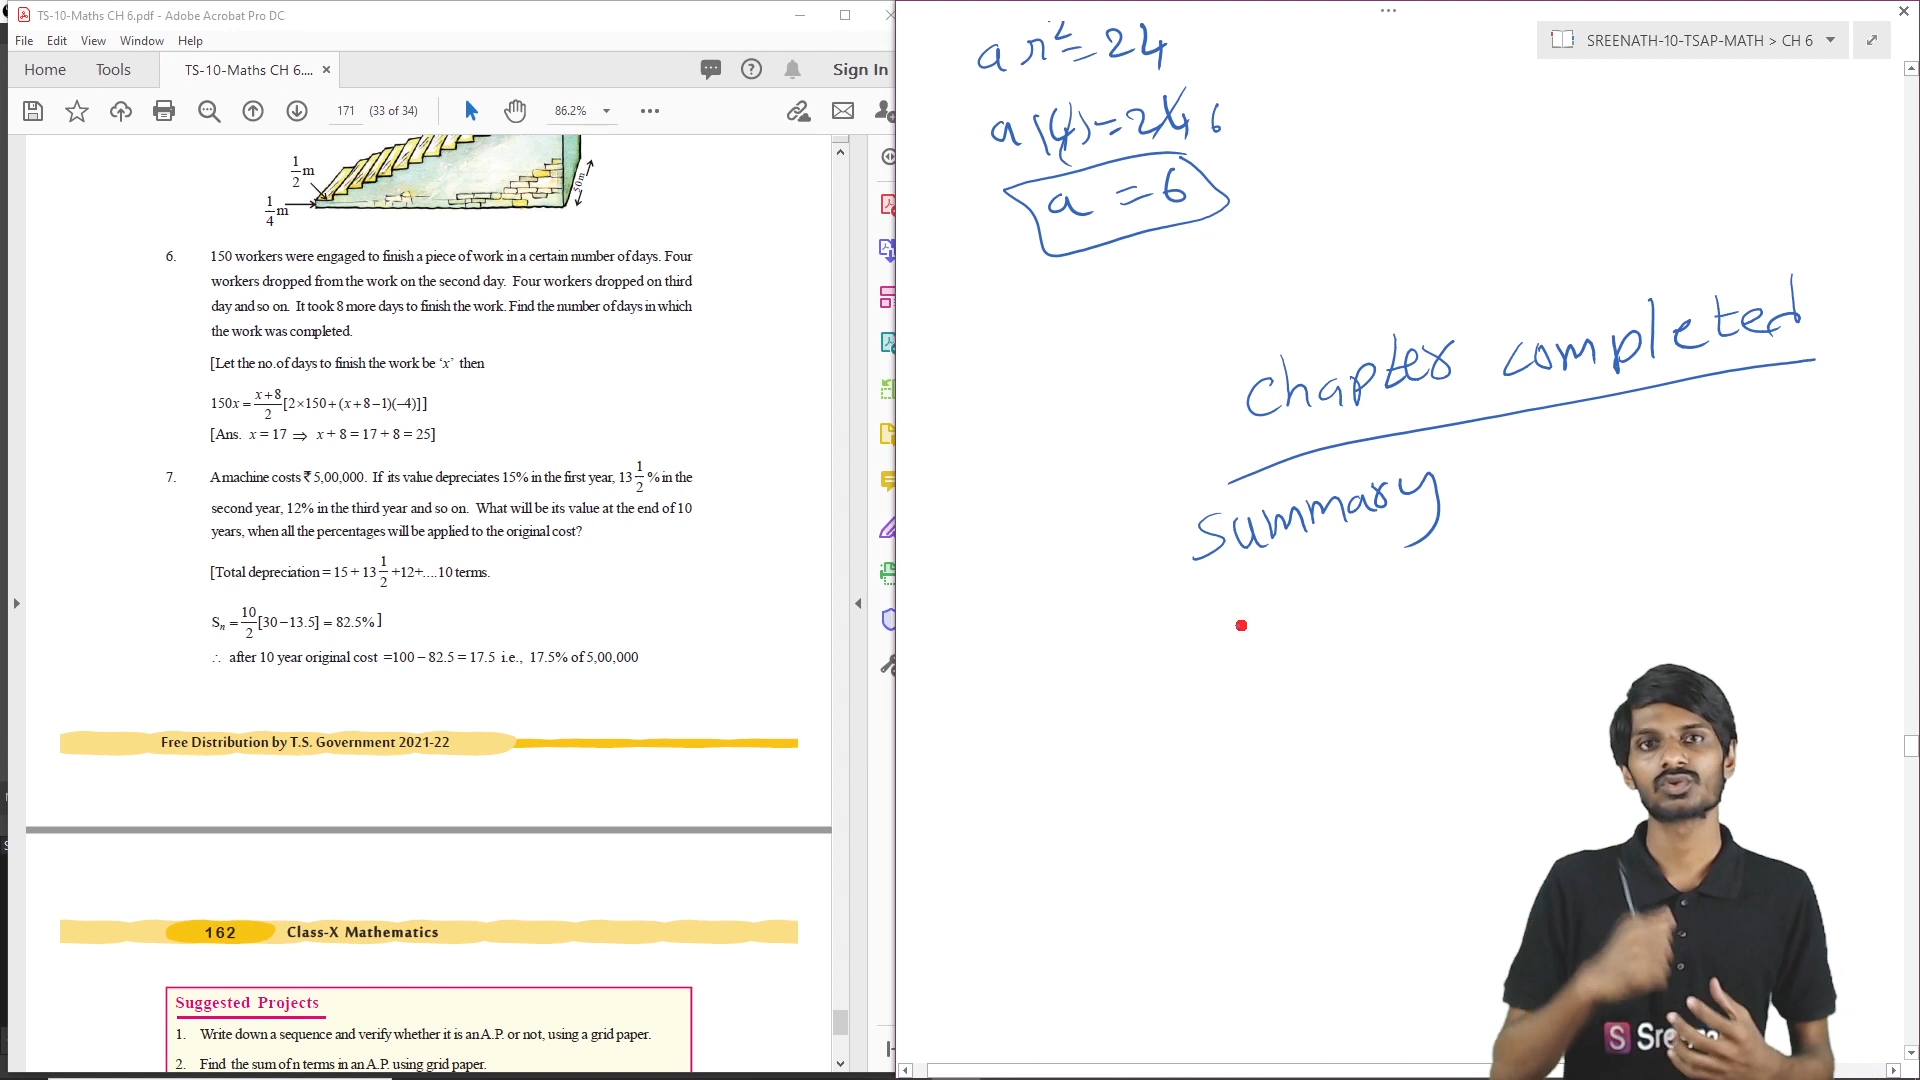 TS-10-Maths CH 6.pdf - Adobe Acrobat Pro DC
File Edit View Window Help
Home Tools TS-10-Maths CH 6.... × Sign In
171 (33 of 34) 86.2%
1/2 m
1/4 m
50m
6. 150 workers were engaged to finish a piece of work in a certain number of days. Four
workers dropped from the work on the second day. Four workers dropped on third
day and so on. It took 8 more days to finish the work. Find the number of days in which
the work was completed.
[Let the no. of days to finish the work be ‘x’ then
150x = x+8/2 [2×150+(x+8−1)(−4)]]
[Ans. x = 17 ⇒ x + 8 = 17 + 8 = 25]
7. A machine costs ₹ 5,00,000. If its value depreciates 15% in the first year, 13 1/2 % in the
second year, 12% in the third year and so on. What will be its value at the end of 10
years, when all the percentages will be applied to the original cost?
[Total depreciation = 15 + 13 1/2 +12+....10 terms.
Sn = 10/2 [30−13.5] = 82.5% ]
∴ after 10 year original cost =100 − 82.5 = 17.5 i.e., 17.5% of 5,00,000
Free Distribution by T.S. Government 2021-22
162 Class-X Mathematics
Suggested Projects
1. Write down a sequence and verify whether it is an A.P. or not, using a grid paper.
2. Find the sum of n terms in an A.P. using grid paper.
SREENATH-10-TSAP-MATH > CH 6
a r² = 24
a (4) = 24 6
a = 6
chapter completed
summary
S